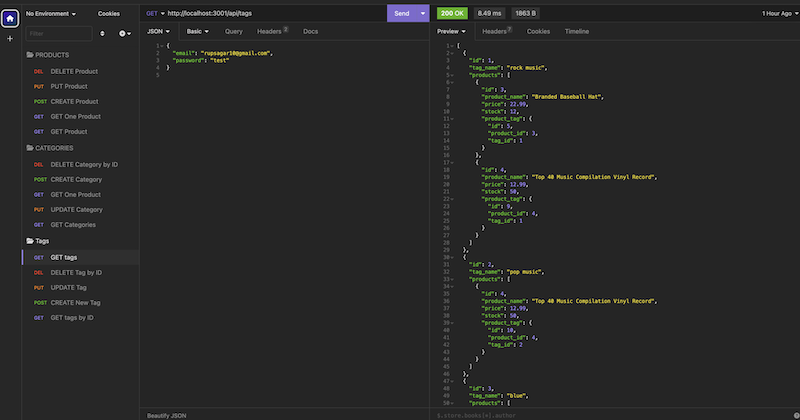 No Environment
Cookies
Filter
PRODUCTS
DEL DELETE Product
PUT PUT Product
POST CREATE Product
GET GET One Product
GET GET Product
CATEGORIES
DEL DELETE Category by ID
POST CREATE Category
GET GET One Product
PUT UPDATE Category
GET GET Categories
Tags
GET GET tags
DEL DELETE Tag by ID
PUT UPDATE Tag
POST CREATE New Tag
GET GET tags by ID
GET http://localhost:3001/api/tags
Send
JSON Basic Query Headers 2 Docs
1 {
2 "email": "rupsagar10@gmail.com",
3 "password": "test"
4 }
5
Beautify JSON
200 OK 8.49 ms 1863 B 1 Hour Ago
Preview Headers 7 Cookies Timeline
1 [
2 {
3 "id": 1,
4 "tag_name": "rock music",
5 "products": [
6 {
7 "id": 3,
8 "product_name": "Branded Baseball Hat",
9 "price": 22.99,
10 "stock": 12,
11 "product_tag": {
12 "id": 5,
13 "product_id": 3,
14 "tag_id": 1
15 }
16 },
17 {
18 "id": 4,
19 "product_name": "Top 40 Music Compilation Vinyl Record",
20 "price": 12.99,
21 "stock": 50,
22 "product_tag": {
23 "id": 9,
24 "product_id": 4,
25 "tag_id": 1
26 }
27 }
28 ]
29 },
30 {
31 "id": 2,
32 "tag_name": "pop music",
33 "products": [
34 {
35 "id": 4,
36 "product_name": "Top 40 Music Compilation Vinyl Record",
37 "price": 12.99,
38 "stock": 50,
39 "product_tag": {
40 "id": 10,
41 "product_id": 4,
42 "tag_id": 2
43 }
44 }
45 ]
46 },
47 {
48 "id": 3,
49 "tag_name": "blue",
50 "products": [
$.store.books[*].author